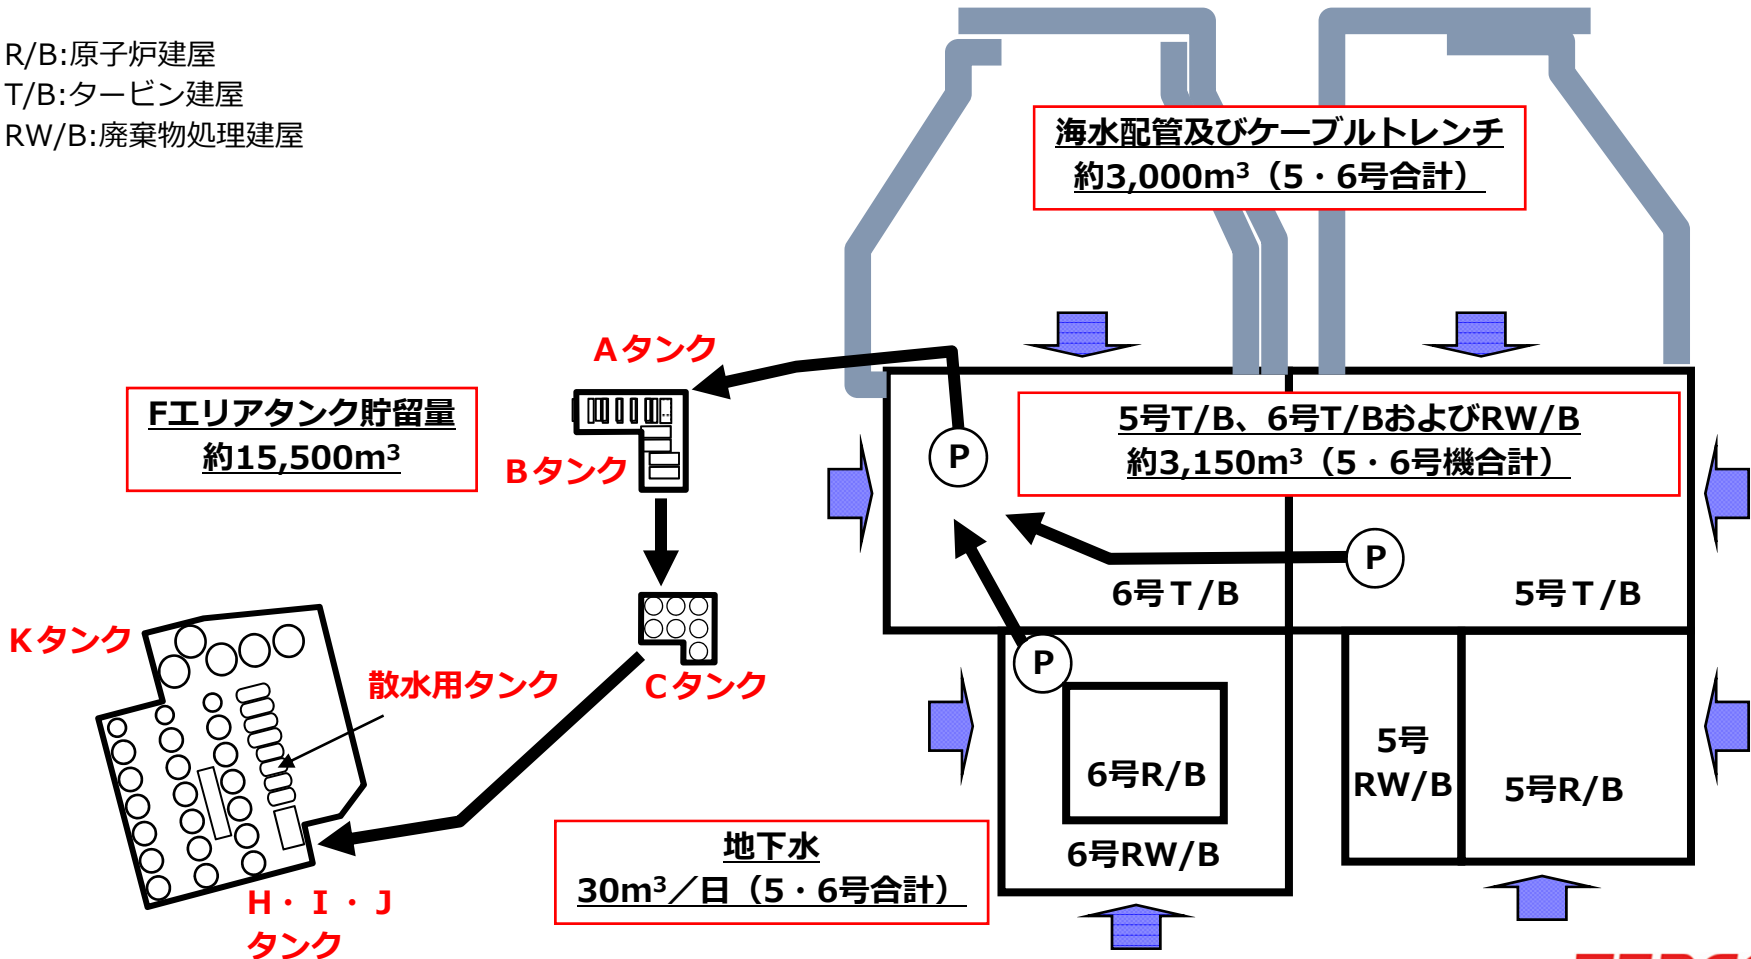 R/B:原子炉建屋
T/B:タービン建屋
RW/B:廃棄物処理建屋
海水配管及びケーブルトレンチ
約3,000m³（5・6号合計）
Aタンク
Fエリアタンク貯留量
約15,500m³
Bタンク
P
5号T/B、6号T/BおよびRW/B
約3,150m³（5・6号機合計）
P
6号T/B
5号T/B
Kタンク
散水用タンク
Cタンク
P
6号R/B
5号
RW/B
5号R/B
6号RW/B
地下水
30m³／日（5・6号合計）
H・I・J
タンク